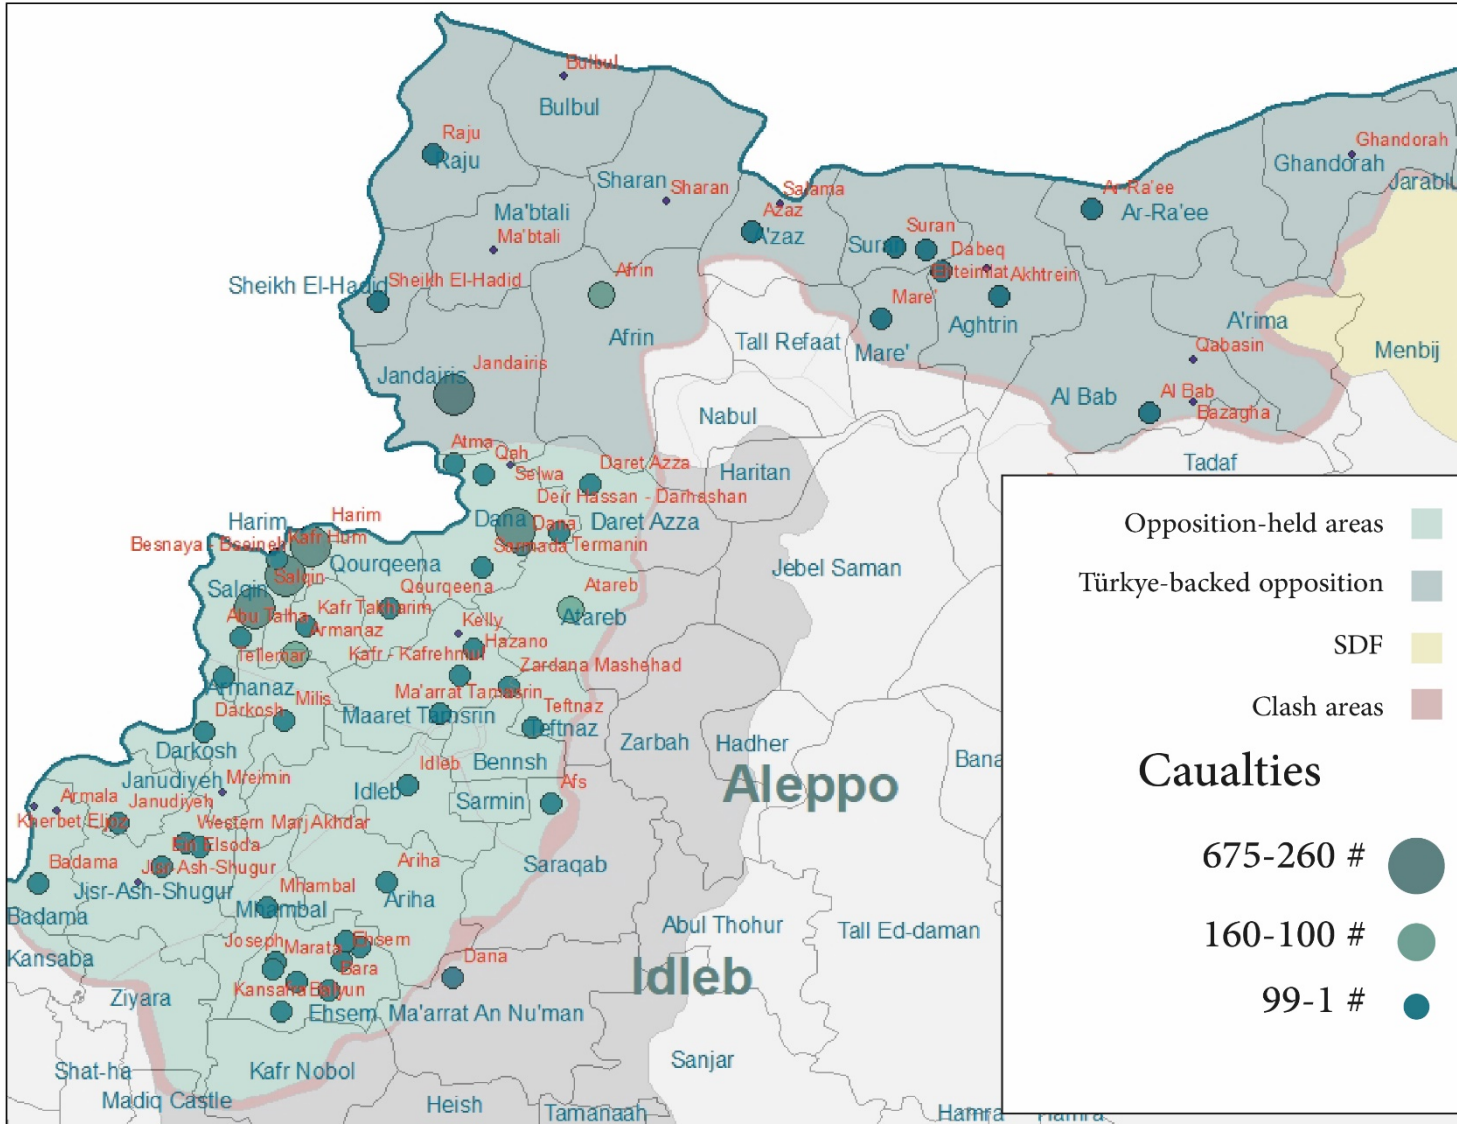 Bulbul
Bulbul
Raju
Raju
Sharan
Sharan
Ma'btali
Ma'btali
Sheikh El-Hadid
Sheikh El-Hadid
Afrin
Afrin
Jandairis
Jandairis
Salama
Azaz
A'zaz
Suran
Suran
Dabeq
Ehteimlat
Akhtrein
Aghtrin
Mare'
Mare'
Ar-Ra'ee
Ar-Ra'ee
Ghandorah
Ghandorah
Jarablu
A'rima
Menbij
Qabasin
Al Bab
Al Bab
Bazagha
Tadaf
Tall Refaat
Nabul
Haritan
Atma
Qah
Selwa
Daret Azza
Deir Hassan - Darhashan
Dana
Dana
Daret Azza
Sarmada
Termanin
Harim
Harim
Besnaya - Bseineh
Kafr Hum
Qourqeena
Qourqeena
Salqin
Salqin
Abu Talha
Kafr Takharim
Armanaz
Atareb
Atareb
Jebel Saman
Kelly
Hazano
Tellemar
Kafr - Kafrehmul
Zardana Mashehad
Armanaz
Milis
Ma'arrat Tamasrin
Maaret Tamsrin
Teftnaz
Teftnaz
Darkosh
Darkosh
Zarbah
Hadher
Bana
Janudiyeh
Mreimin
Idleb
Idleb
Bennsh
Sarmin
Afs
Aleppo
Armala
Janudiyeh
Kherbet Eljoz
Western Marj Akhdar
Ein Elsoda
Badama
Jisr-Ash-Shugur
Jisr-Ash-Shugur
Ariha
Ariha
Saraqab
Mhambal
Mhambal
Badama
Kansaba
Abul Thohur
Tall Ed-daman
Joseph
Marata
Ehsem
Bara
Dana
Idleb
Kansafra
Balyun
Ziyara
Ehsem
Ma'arrat An Nu'man
Shat-ha
Kafr Nobol
Sanjar
Madiq Castle
Heish
Tamanaah
Hamra
Hamra
Opposition-held areas
Türkye-backed opposition
SDF
Clash areas
Caualties
675-260 #
160-100 #
99-1 #